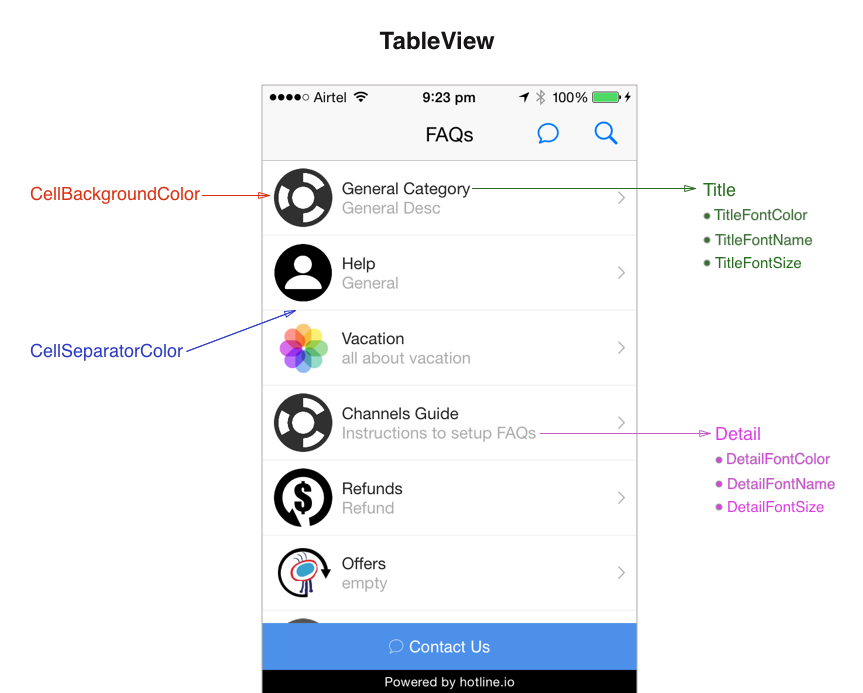 TableView
Airtel 9:23 pm 100%
FAQs
CellBackgroundColor
General Category
General Desc
Title
TitleFontColor
TitleFontName
TitleFontSize
Help
General
CellSeparatorColor
Vacation
all about vacation
Channels Guide
Instructions to setup FAQs
Detail
DetailFontColor
DetailFontName
DetailFontSize
Refunds
Refund
Offers
empty
Contact Us
Powered by hotline.io